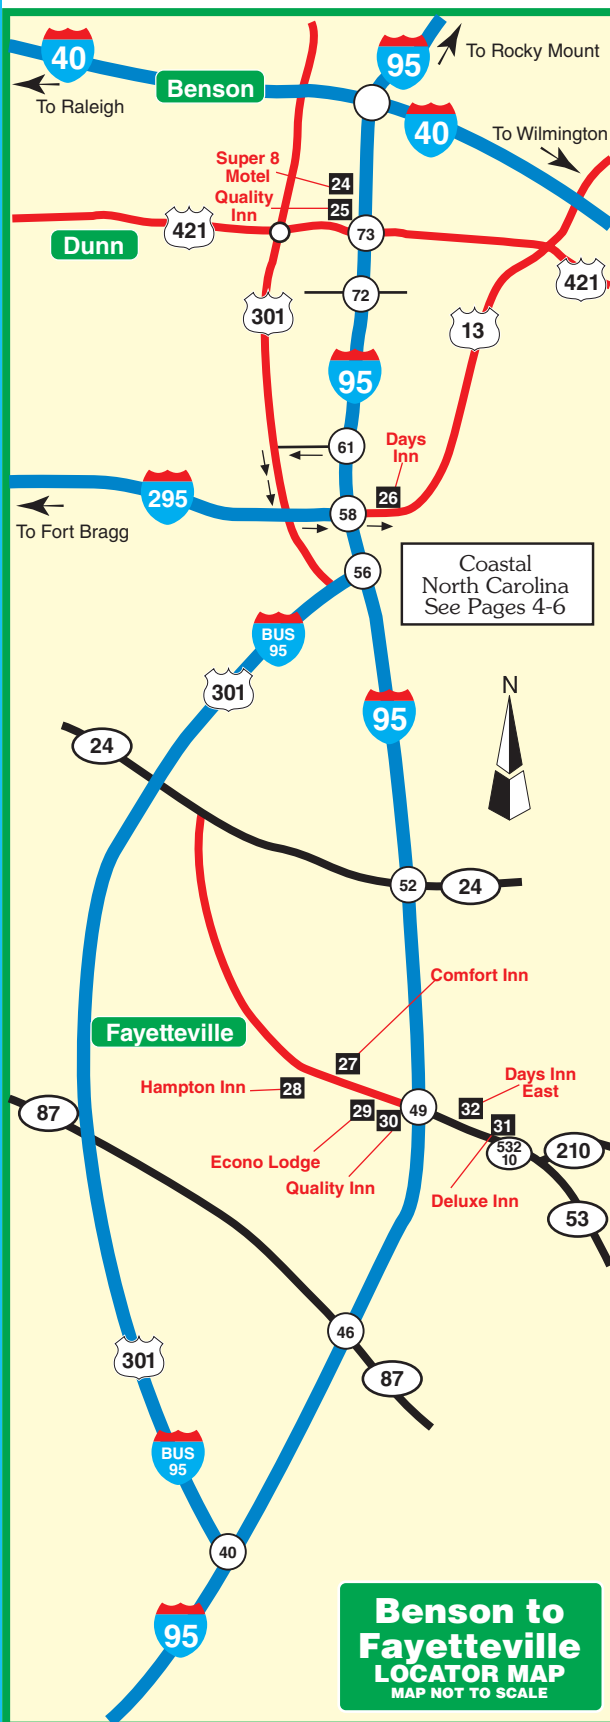 40
95
To Rocky Mount
To Raleigh
Benson
40
To Wilmington
Super 8
Motel
24
Quality
Inn
25
421
73
Dunn
421
72
301
13
95
61
Days
Inn
26
295
58
To Fort Bragg
56
Coastal
North Carolina
See Pages 4-6
BUS
95
301
N
95
24
52
24
Comfort Inn
Fayetteville
27
Hampton Inn
28
Days Inn
East
87
29
30
49
32
31
532
10
210
Econo Lodge
Quality Inn
Deluxe Inn
53
46
301
87
BUS
95
40
95
Benson to
Fayetteville
LOCATOR MAP
MAP NOT TO SCALE